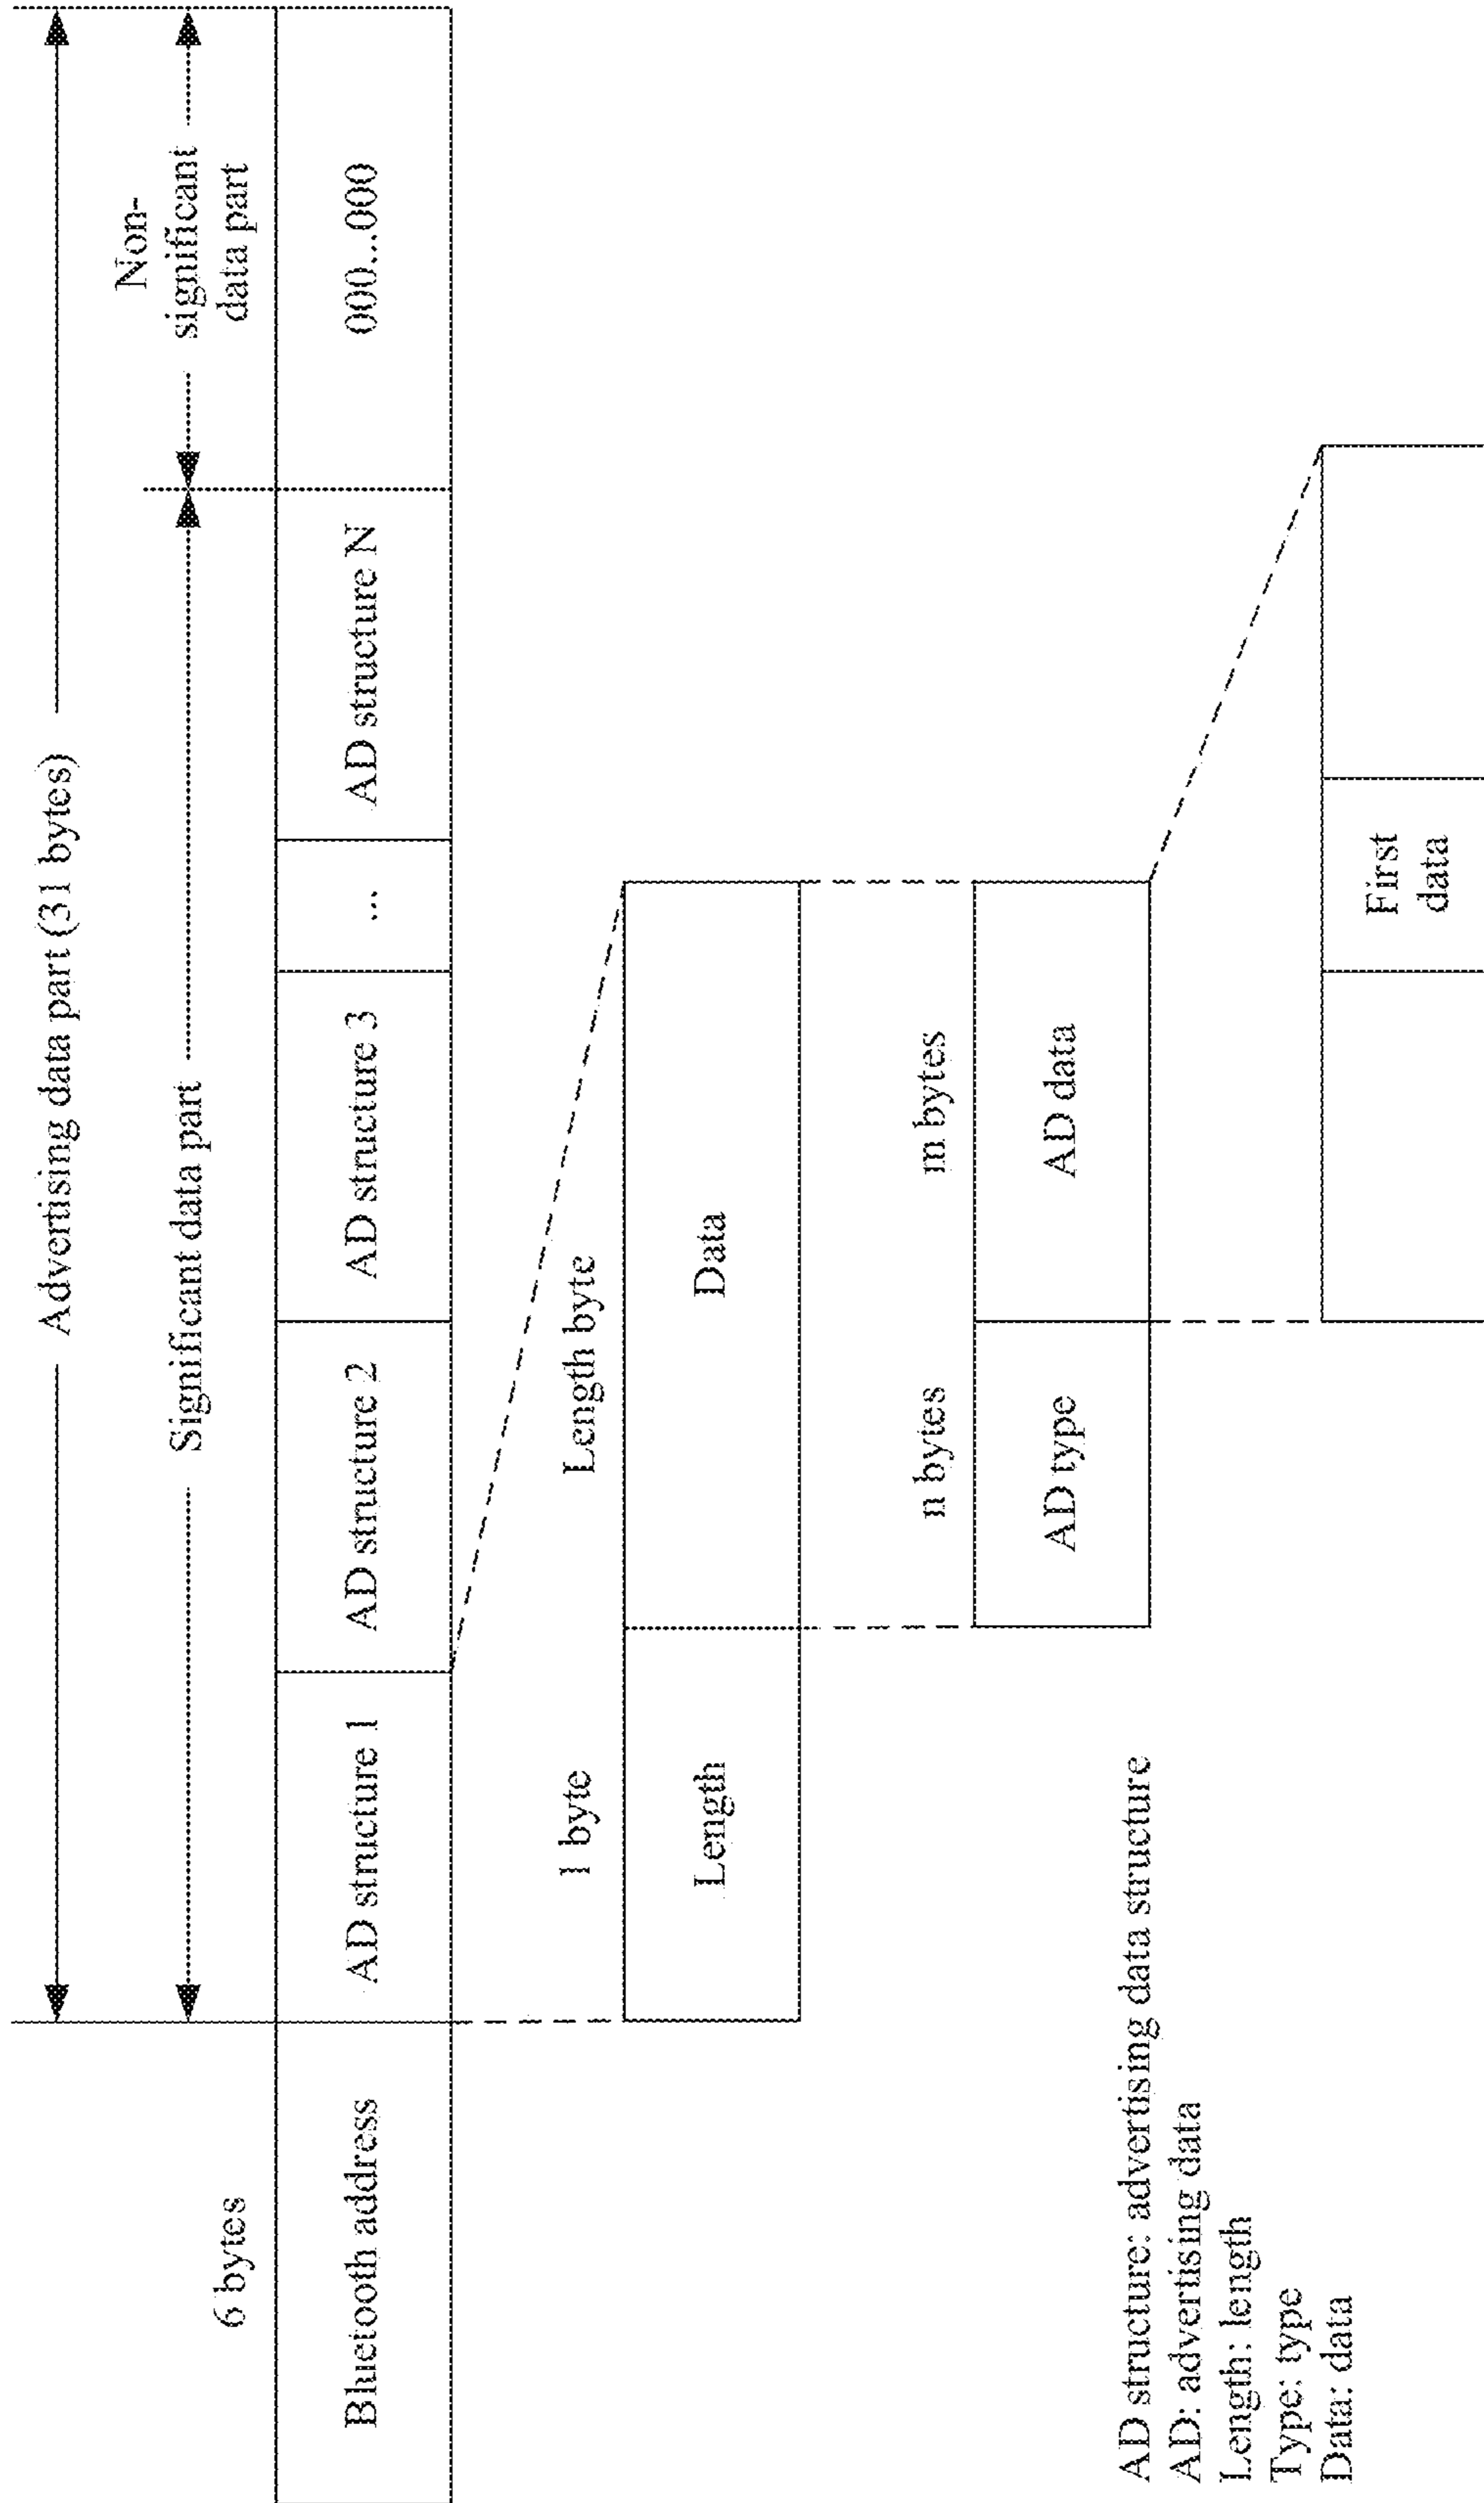 Advertising data part (31 bytes)
Significant data part
Non-
significant
data part
6 bytes
Bluetooth address
AD structure 1
AD structure 2
AD structure 3
...
AD structure N
000...000
1 byte
Length byte
Length
Data
n bytes
m bytes
AD type
AD data
First
data
AD structure: advertising data structure
AD: advertising data
Length: length
Type: type
Data: data